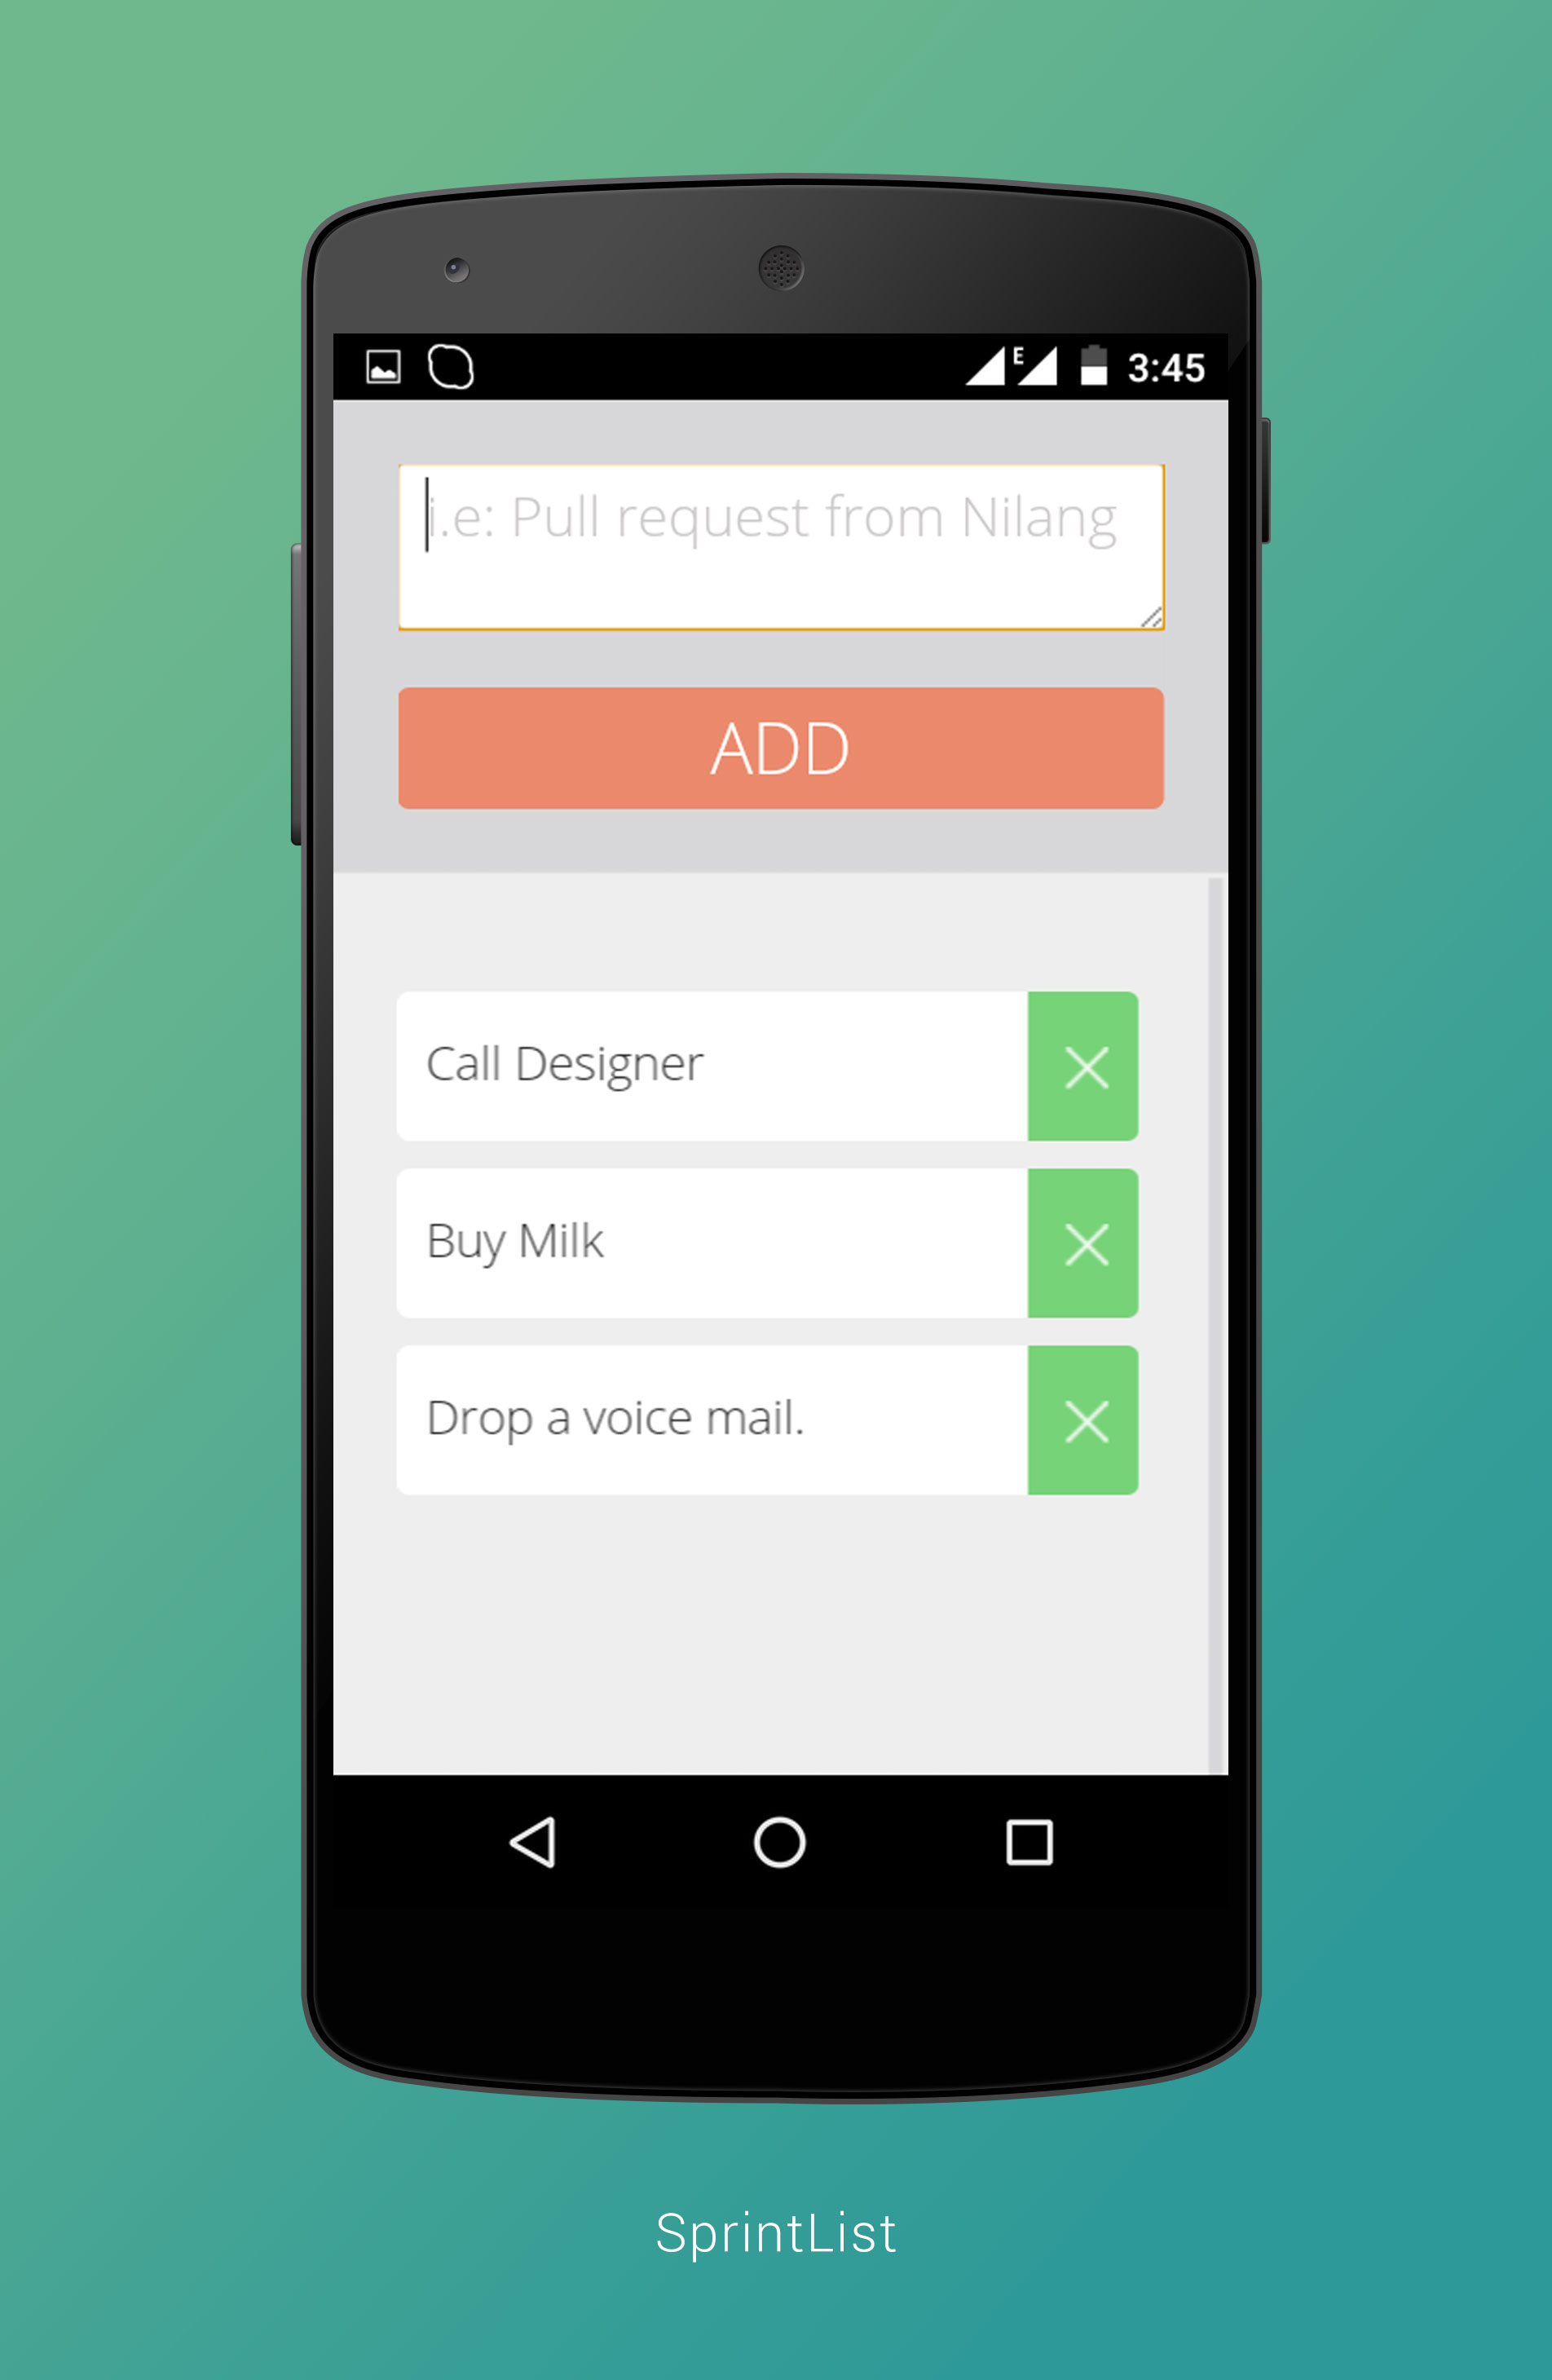 E
3:45
i.e: Pull request from Nilang
ADD
Call Designer
Buy Milk
Drop a voice mail.
SprintList